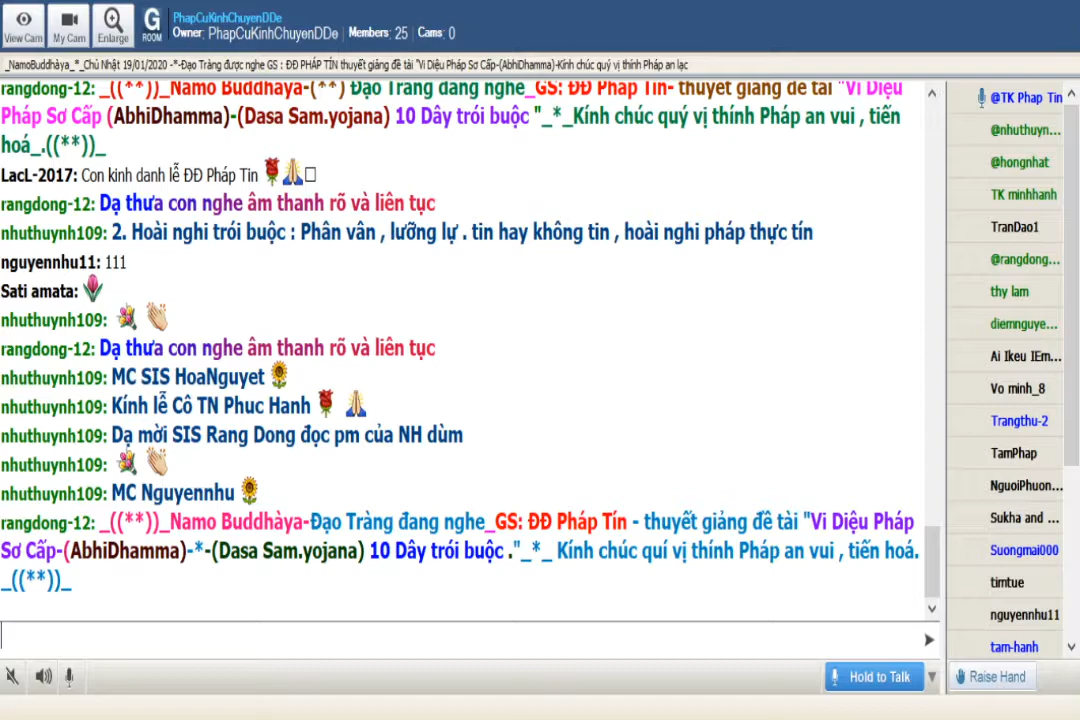 View Cam
My Cam
Enlarge
G ROOM
PhapCuKinhChuyenDDe
Owner: PhapCuKinhChuyenDDe Members: 25 Cams: 0
_NamoBuddhàya_*_Chủ Nhật 19/01/2020 -*-Đạo Tràng được nghe GS : ĐĐ PHÁP TÍN thuyết giảng đề tài "Vi Diệu Pháp Sơ Cấp-(AbhiDhamma)-Kính chúc quý vị thính Pháp an lạc
rangdong-12: _((**))_Namo Buddhàya-(**) Đạo Tràng đang nghe_GS: ĐĐ Pháp Tín- thuyết giảng đề tài "Vi Diệu
Pháp Sơ Cấp (AbhiDhamma)-(Dasa Sam.yojana) 10 Dây trói buộc "_*_Kính chúc quý vị thính Pháp an vui , tiến
hoá_.((**))_
LacL-2017: Con kinh danh lễ ĐĐ Pháp Tin
rangdong-12: Dạ thưa con nghe âm thanh rõ và liên tục
nhuthuynh109: 2. Hoài nghi trói buộc : Phân vân , lưỡng lự . tin hay không tin , hoài nghi pháp thực tín
nguyennhu11: 111
Sati amata:
nhuthuynh109:
rangdong-12: Dạ thưa con nghe âm thanh rõ và liên tục
nhuthuynh109: MC SIS HoaNguyet
nhuthuynh109: Kính lễ Cô TN Phuc Hanh
nhuthuynh109: Dạ mời SIS Rang Dong đọc pm của NH dùm
nhuthuynh109:
nhuthuynh109: MC Nguyennhu
rangdong-12: _((**))_Namo Buddhàya-Đạo Tràng đang nghe_GS: ĐĐ Pháp Tín - thuyết giảng đề tài "Vi Diệu Pháp
Sơ Cấp-(AbhiDhamma)-*-(Dasa Sam.yojana) 10 Dây trói buộc ."_*_ Kính chúc quí vị thính Pháp an vui , tiến hoá.
_((**))_
@TK Phap Tin
@nhuthuyn...
@hongnhat
TK minhhanh
TranDao1
@rangdong...
thy lam
diemnguye...
Ai Ikeu IEm...
Vo minh_8
Trangthu-2
TamPhap
NguoiPhuon...
Sukha and ...
Suongmai000
timtue
nguyennhu11
tam-hanh
Hold to Talk
Raise Hand